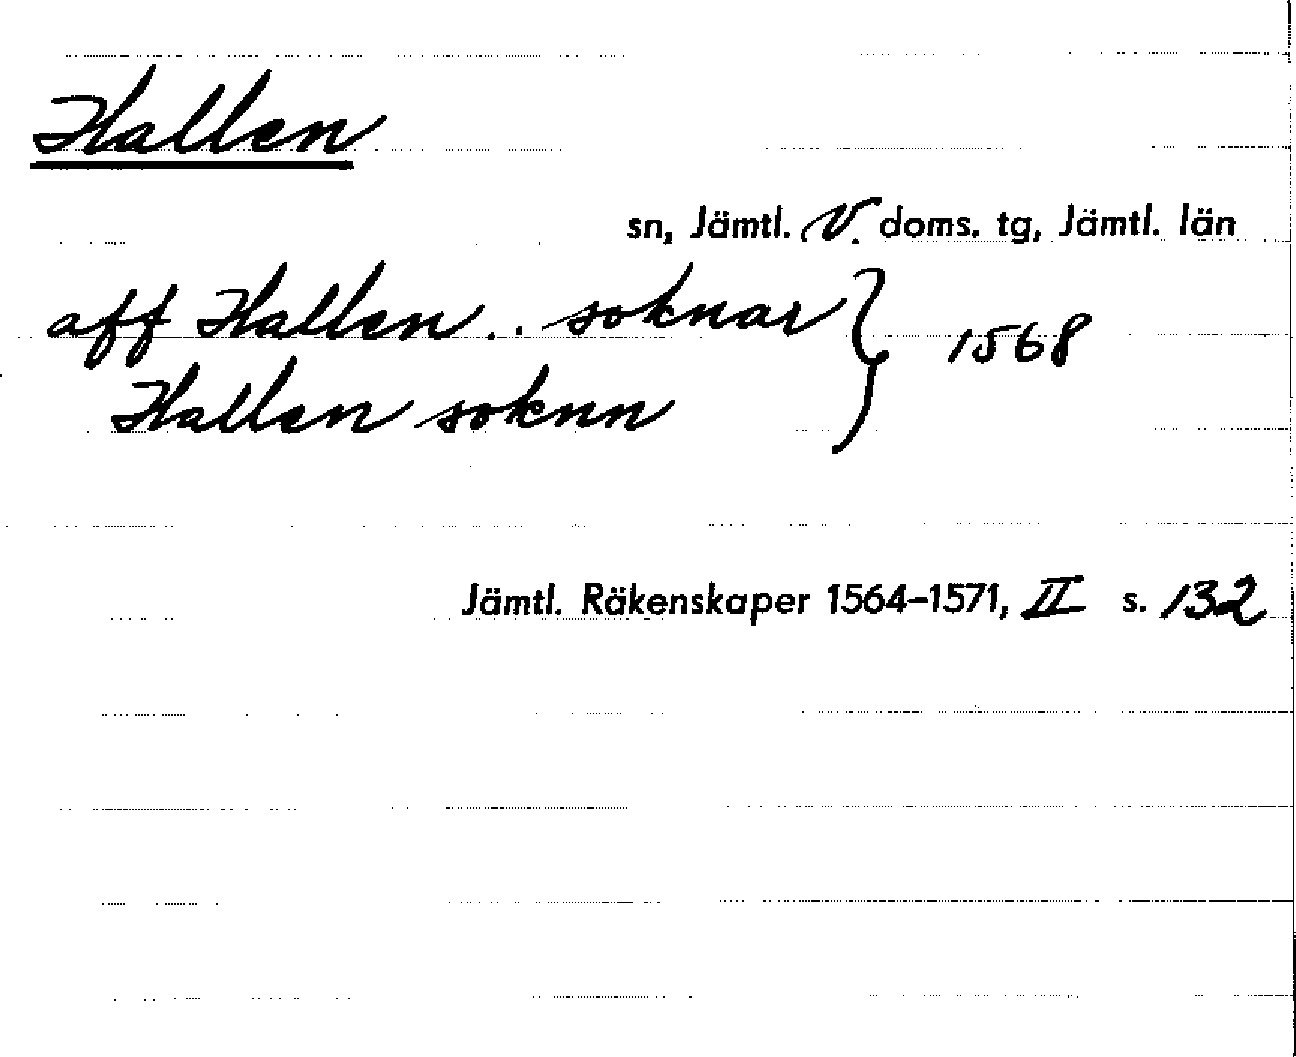 Hallen
sn, Jämtl. V. doms. tg, Jämtl. län
aff Hallen .. soknar } 1568
Hallen soknn
Jämtl. Räkenskaper 1564-1571, II s. 132